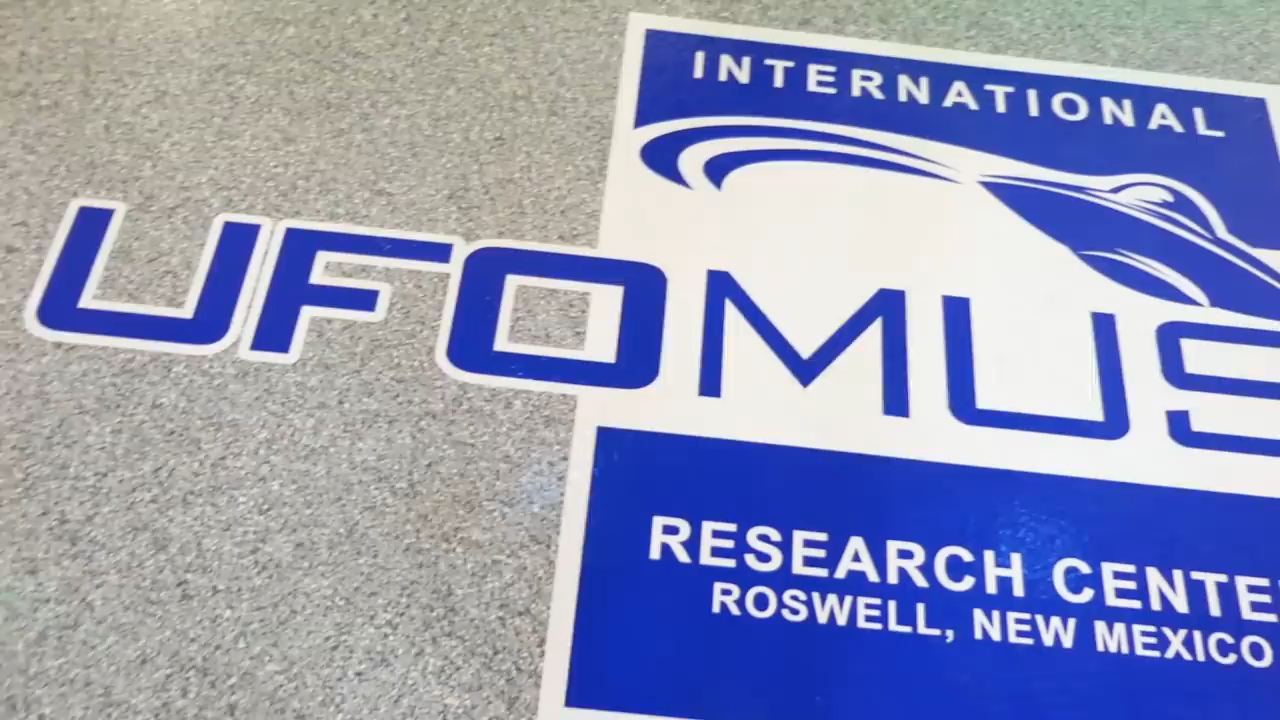 INTERNATIONAL
UFOMUS
RESEARCH CENTE
ROSWELL, NEW MEXICO